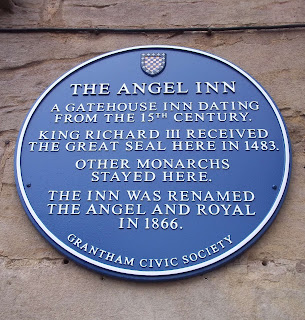 THE ANGEL INN
A GATEHOUSE INN DATING
FROM THE 15TH CENTURY.
KING RICHARD III RECEIVED
THE GREAT SEAL HERE IN 1483.
OTHER MONARCHS
STAYED HERE.
THE INN WAS RENAMED
THE ANGEL AND ROYAL
IN 1866.
GRANTHAM CIVIC SOCIETY